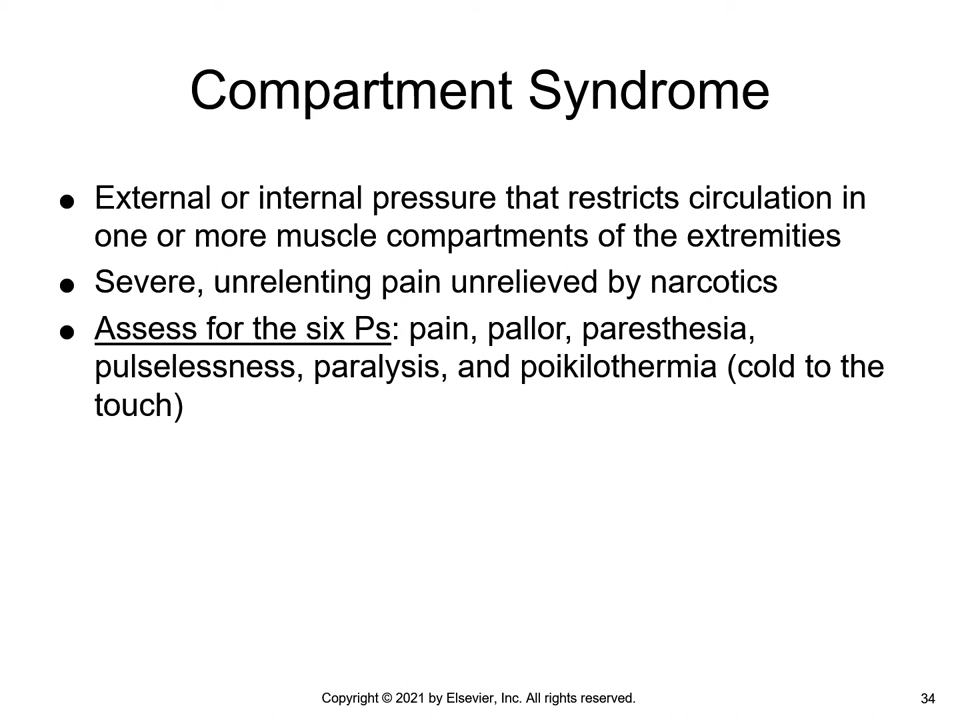 Compartment Syndrome
● External or internal pressure that restricts circulation in
one or more muscle compartments of the extremities
● Severe, unrelenting pain unrelieved by narcotics
● Assess for the six Ps: pain, pallor, paresthesia,
pulselessness, paralysis, and poikilothermia (cold to the
touch)
Copyright © 2021 by Elsevier, Inc. All rights reserved.
34